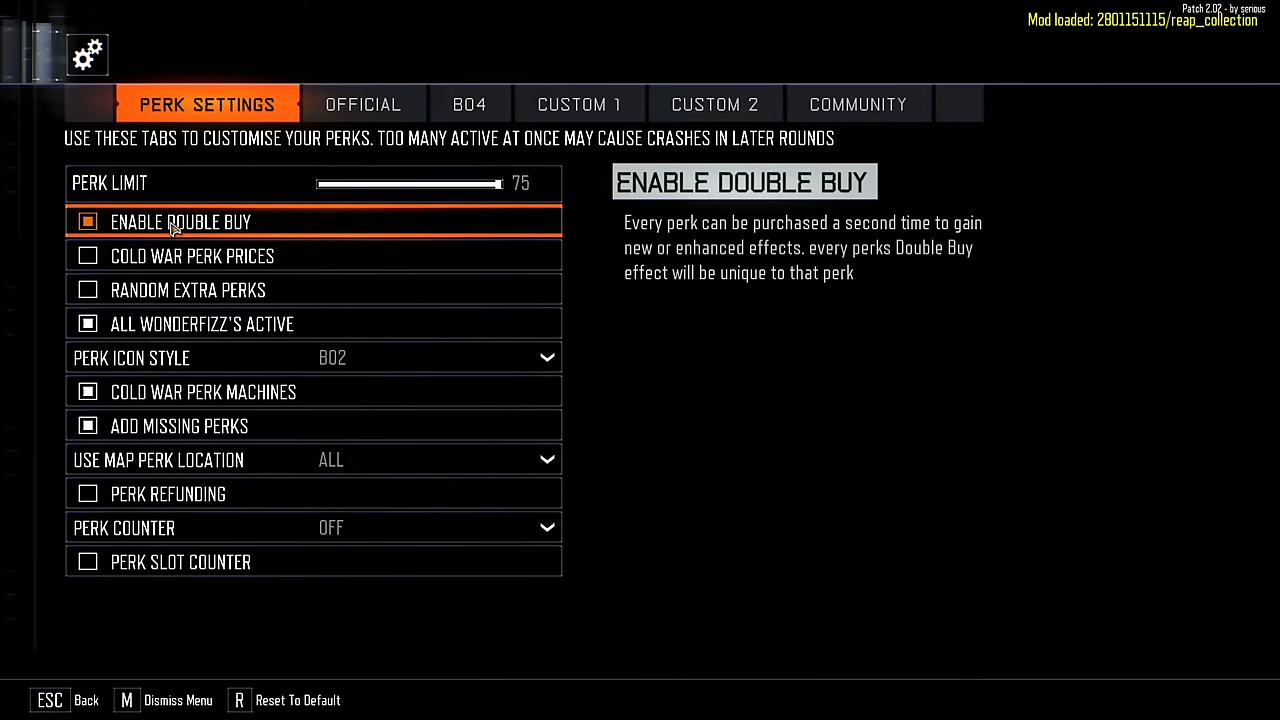 Patch 2.02 - by serious
Mod loaded: 2801151115/reap_collection
PERK SETTINGS OFFICIAL BO4 CUSTOM 1 CUSTOM 2 COMMUNITY
USE THESE TABS TO CUSTOMISE YOUR PERKS. TOO MANY ACTIVE AT ONCE MAY CAUSE CRASHES IN LATER ROUNDS
PERK LIMIT 75
ENABLE DOUBLE BUY
COLD WAR PERK PRICES
RANDOM EXTRA PERKS
ALL WONDERFIZZ'S ACTIVE
PERK ICON STYLE BO2
COLD WAR PERK MACHINES
ADD MISSING PERKS
USE MAP PERK LOCATION ALL
PERK REFUNDING
PERK COUNTER OFF
PERK SLOT COUNTER
ENABLE DOUBLE BUY
Every perk can be purchased a second time to gain
new or enhanced effects. every perks Double Buy
effect will be unique to that perk
ESC Back M Dismiss Menu R Reset To Default